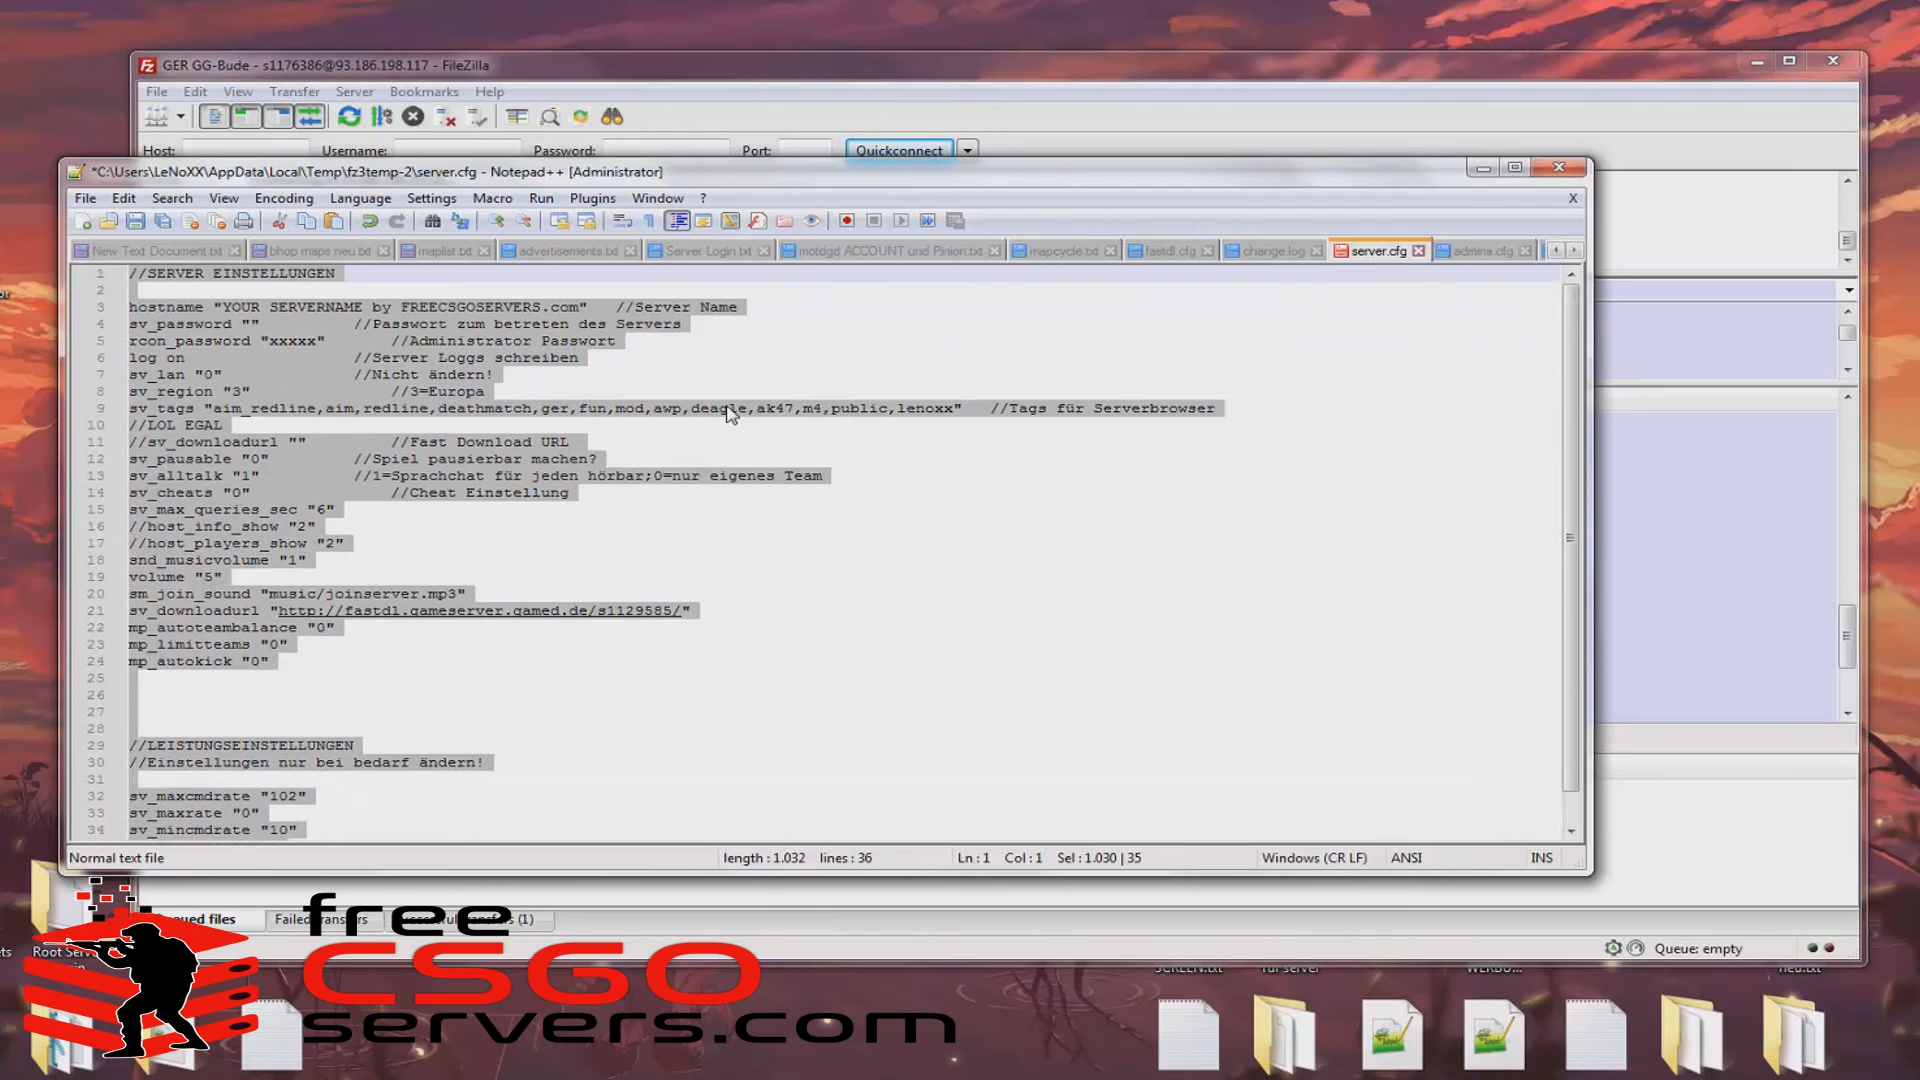 GER GG-Bude - s1176386@93.186.198.117 - FileZilla
File Edit View Transfer Server Bookmarks Help
Host: Username: Password: Port: Quickconnect
*C:\Users\LeNoXX\AppData\Local\Temp\fz3temp-2\server.cfg - Notepad++ [Administrator]
File Edit Search View Encoding Language Settings Macro Run Plugins Window ? X
New Text Document.txt bhop maps neu.txt maplist.txt advertisements.txt Server Login.txt motdgd ACCOUNT und Pinion.txt mapcycle.txt fastdl.cfg change.log server.cfg admins.cfg
1 //SERVER EINSTELLUNGEN
2
3 hostname "YOUR SERVERNAME by FREECSGOSERVERS.com" //Server Name
4 sv_password "" //Passwort zum betreten des Servers
5 rcon_password "xxxxx" //Administrator Passwort
6 log on //Server Loggs schreiben
7 sv_lan "0" //Nicht ändern!
8 sv_region "3" //3=Europa
9 sv_tags "aim_redline,aim,redline,deathmatch,ger,fun,mod,awp,deagle,ak47,m4,public,lenoxx" //Tags für Serverbrowser
10 //LOL EGAL
11 //sv_downloadurl "" //Fast Download URL
12 sv_pausable "0" //Spiel pausierbar machen?
13 sv_alltalk "1" //1=Sprachchat für jeden hörbar;0=nur eigenes Team
14 sv_cheats "0" //Cheat Einstellung
15 sv_max_queries_sec "6"
16 //host_info_show "2"
17 //host_players_show "2"
18 snd_musicvolume "1"
19 volume "5"
20 sm_join_sound "music/joinserver.mp3"
21 sv_downloadurl "http://fastdl.gameserver.gamed.de/s1129585/"
22 mp_autoteambalance "0"
23 mp_limitteams "0"
24 mp_autokick "0"
25
26
27
28
29 //LEISTUNGSEINSTELLUNGEN
30 //Einstellungen nur bei bedarf ändern!
31
32 sv_maxcmdrate "102"
33 sv_maxrate "0"
34 sv_mincmdrate "10"
Normal text file length : 1.032 lines : 36 Ln : 1 Col : 1 Sel : 1.030 | 35 Windows (CR LF) ANSI INS
files Failed transfers Successful transfers (1)
Queue: empty
Root
free
CSGO
servers.com